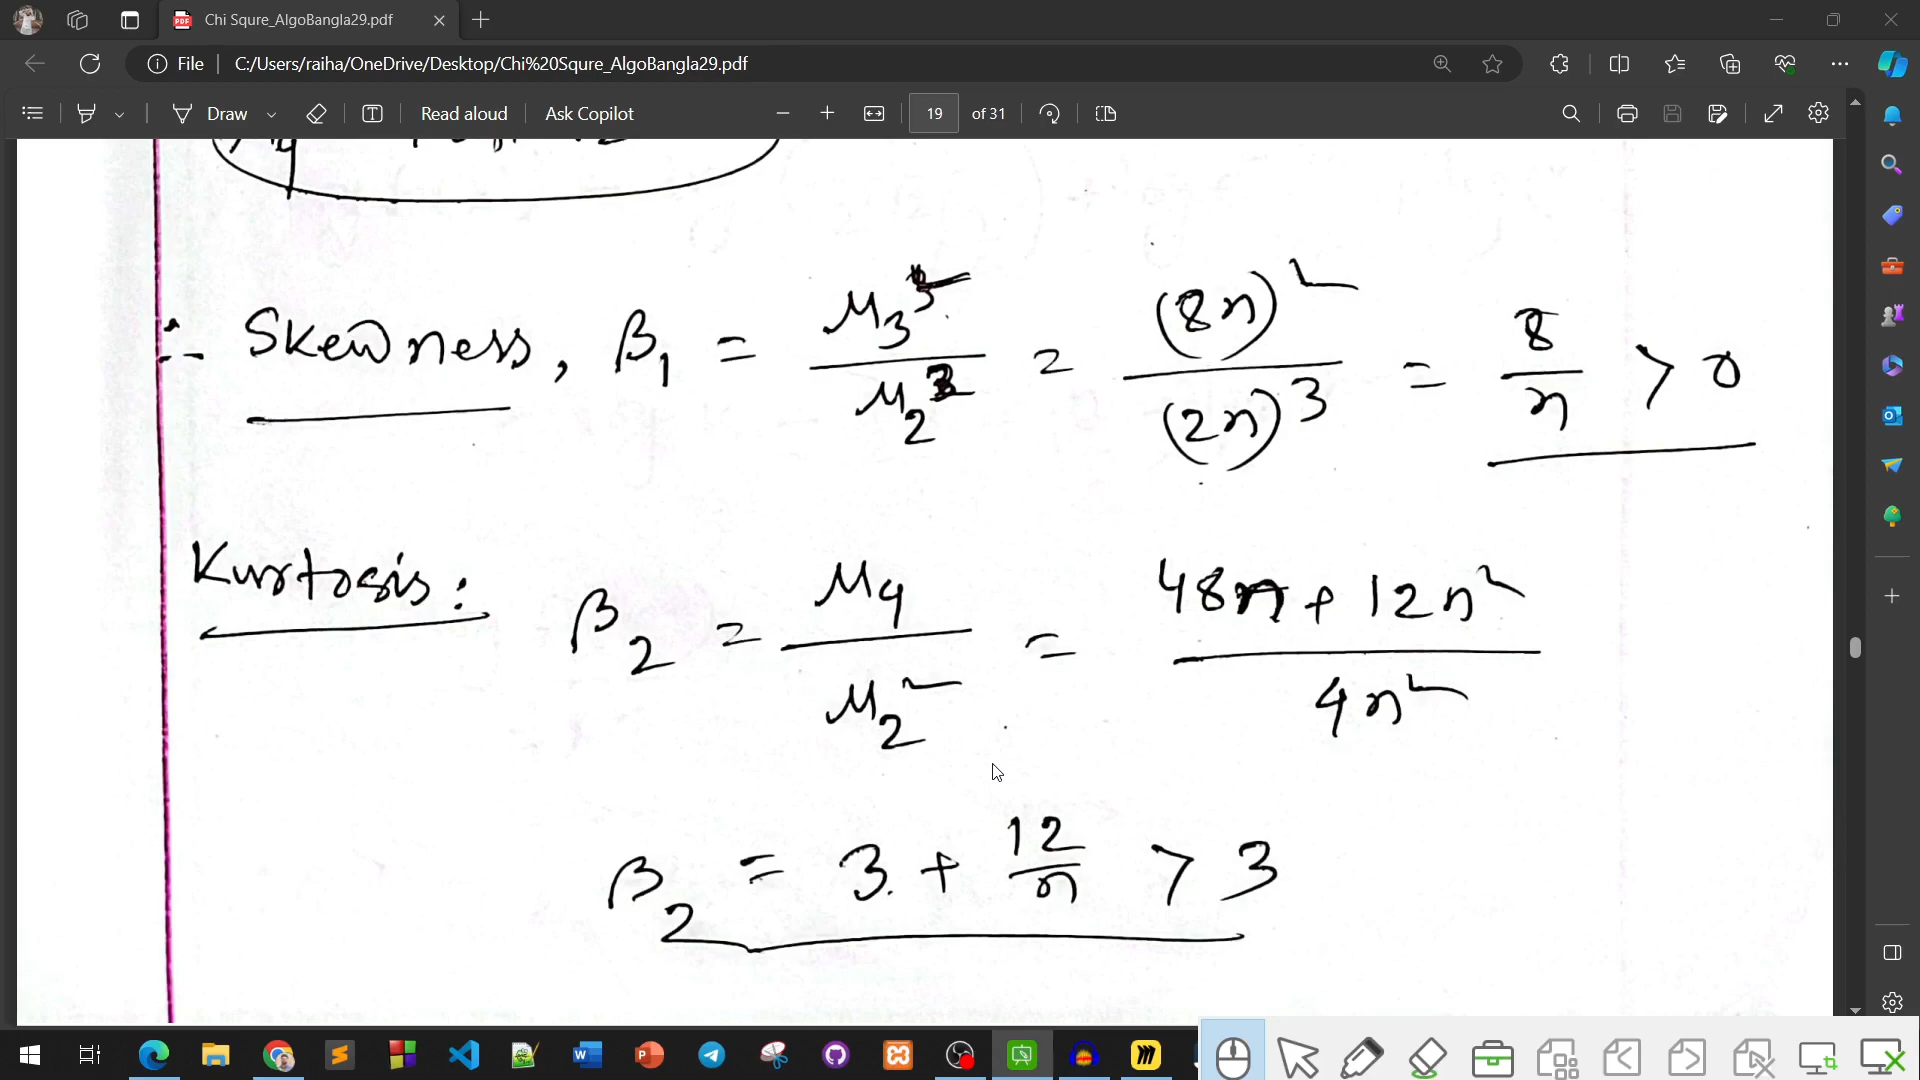 Chi Squre_AlgoBangla29.pdf
File
C:/Users/raiha/OneDrive/Desktop/Chi%20Squre_AlgoBangla29.pdf
Draw
Read aloud
Ask Copilot
19 of 31
∴ Skewness, β₁ = μ₃² / μ₂³ = (8n)² / (2n)³ = 8/n > 0
Kurtosis: β₂ = μ₄ / μ₂² = 48n + 12n² / 4n²
β₂ = 3 + 12/n > 3